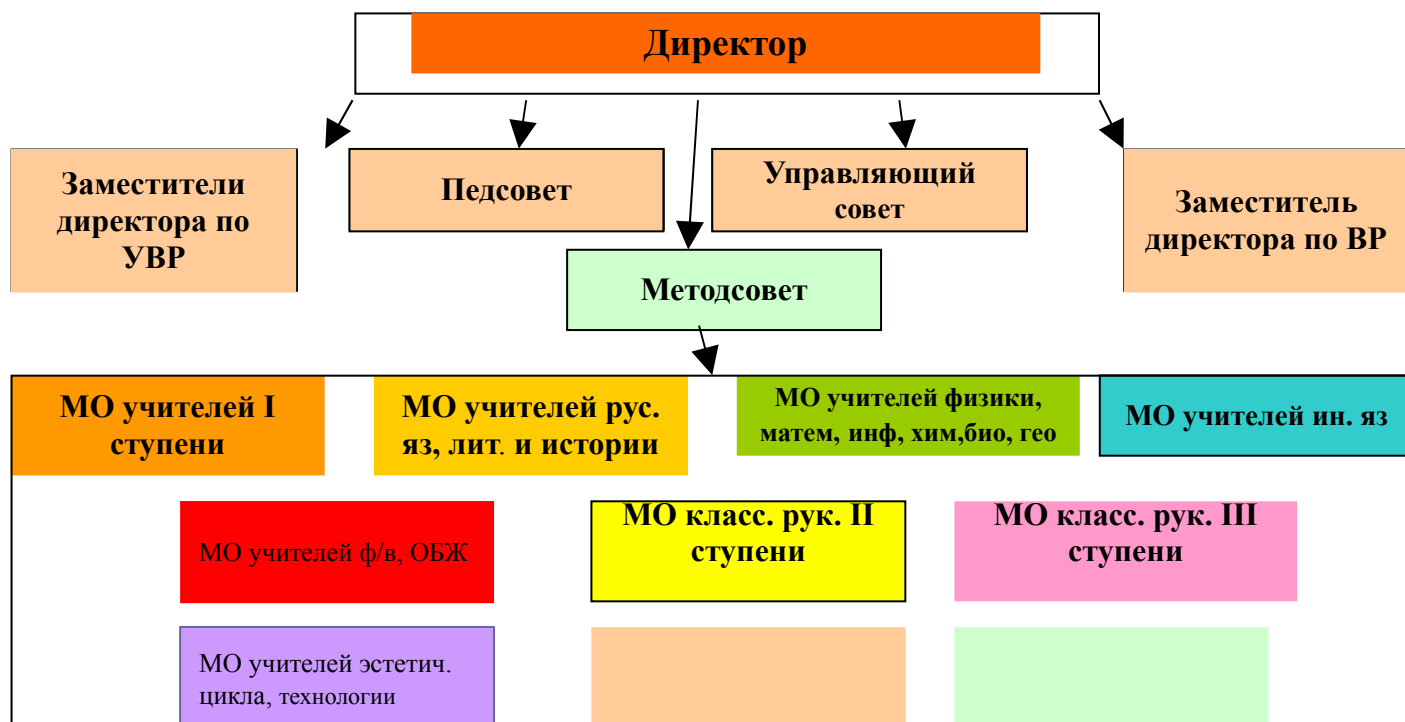 Директор
Заместители
директора по
УВР
Педсовет
Управляющий
совет
Заместитель
директора по ВР
Методсовет
МО учителей I
ступени
МО учителей рус.
яз, лит. и истории
МО учителей физики,
матем, инф, хим,био, гео
МО учителей ин. яз
МО учителей ф/в, ОБЖ
МО класс. рук. II
ступени
МО класс. рук. III
ступени
МО учителей эстетич.
цикла, технологии